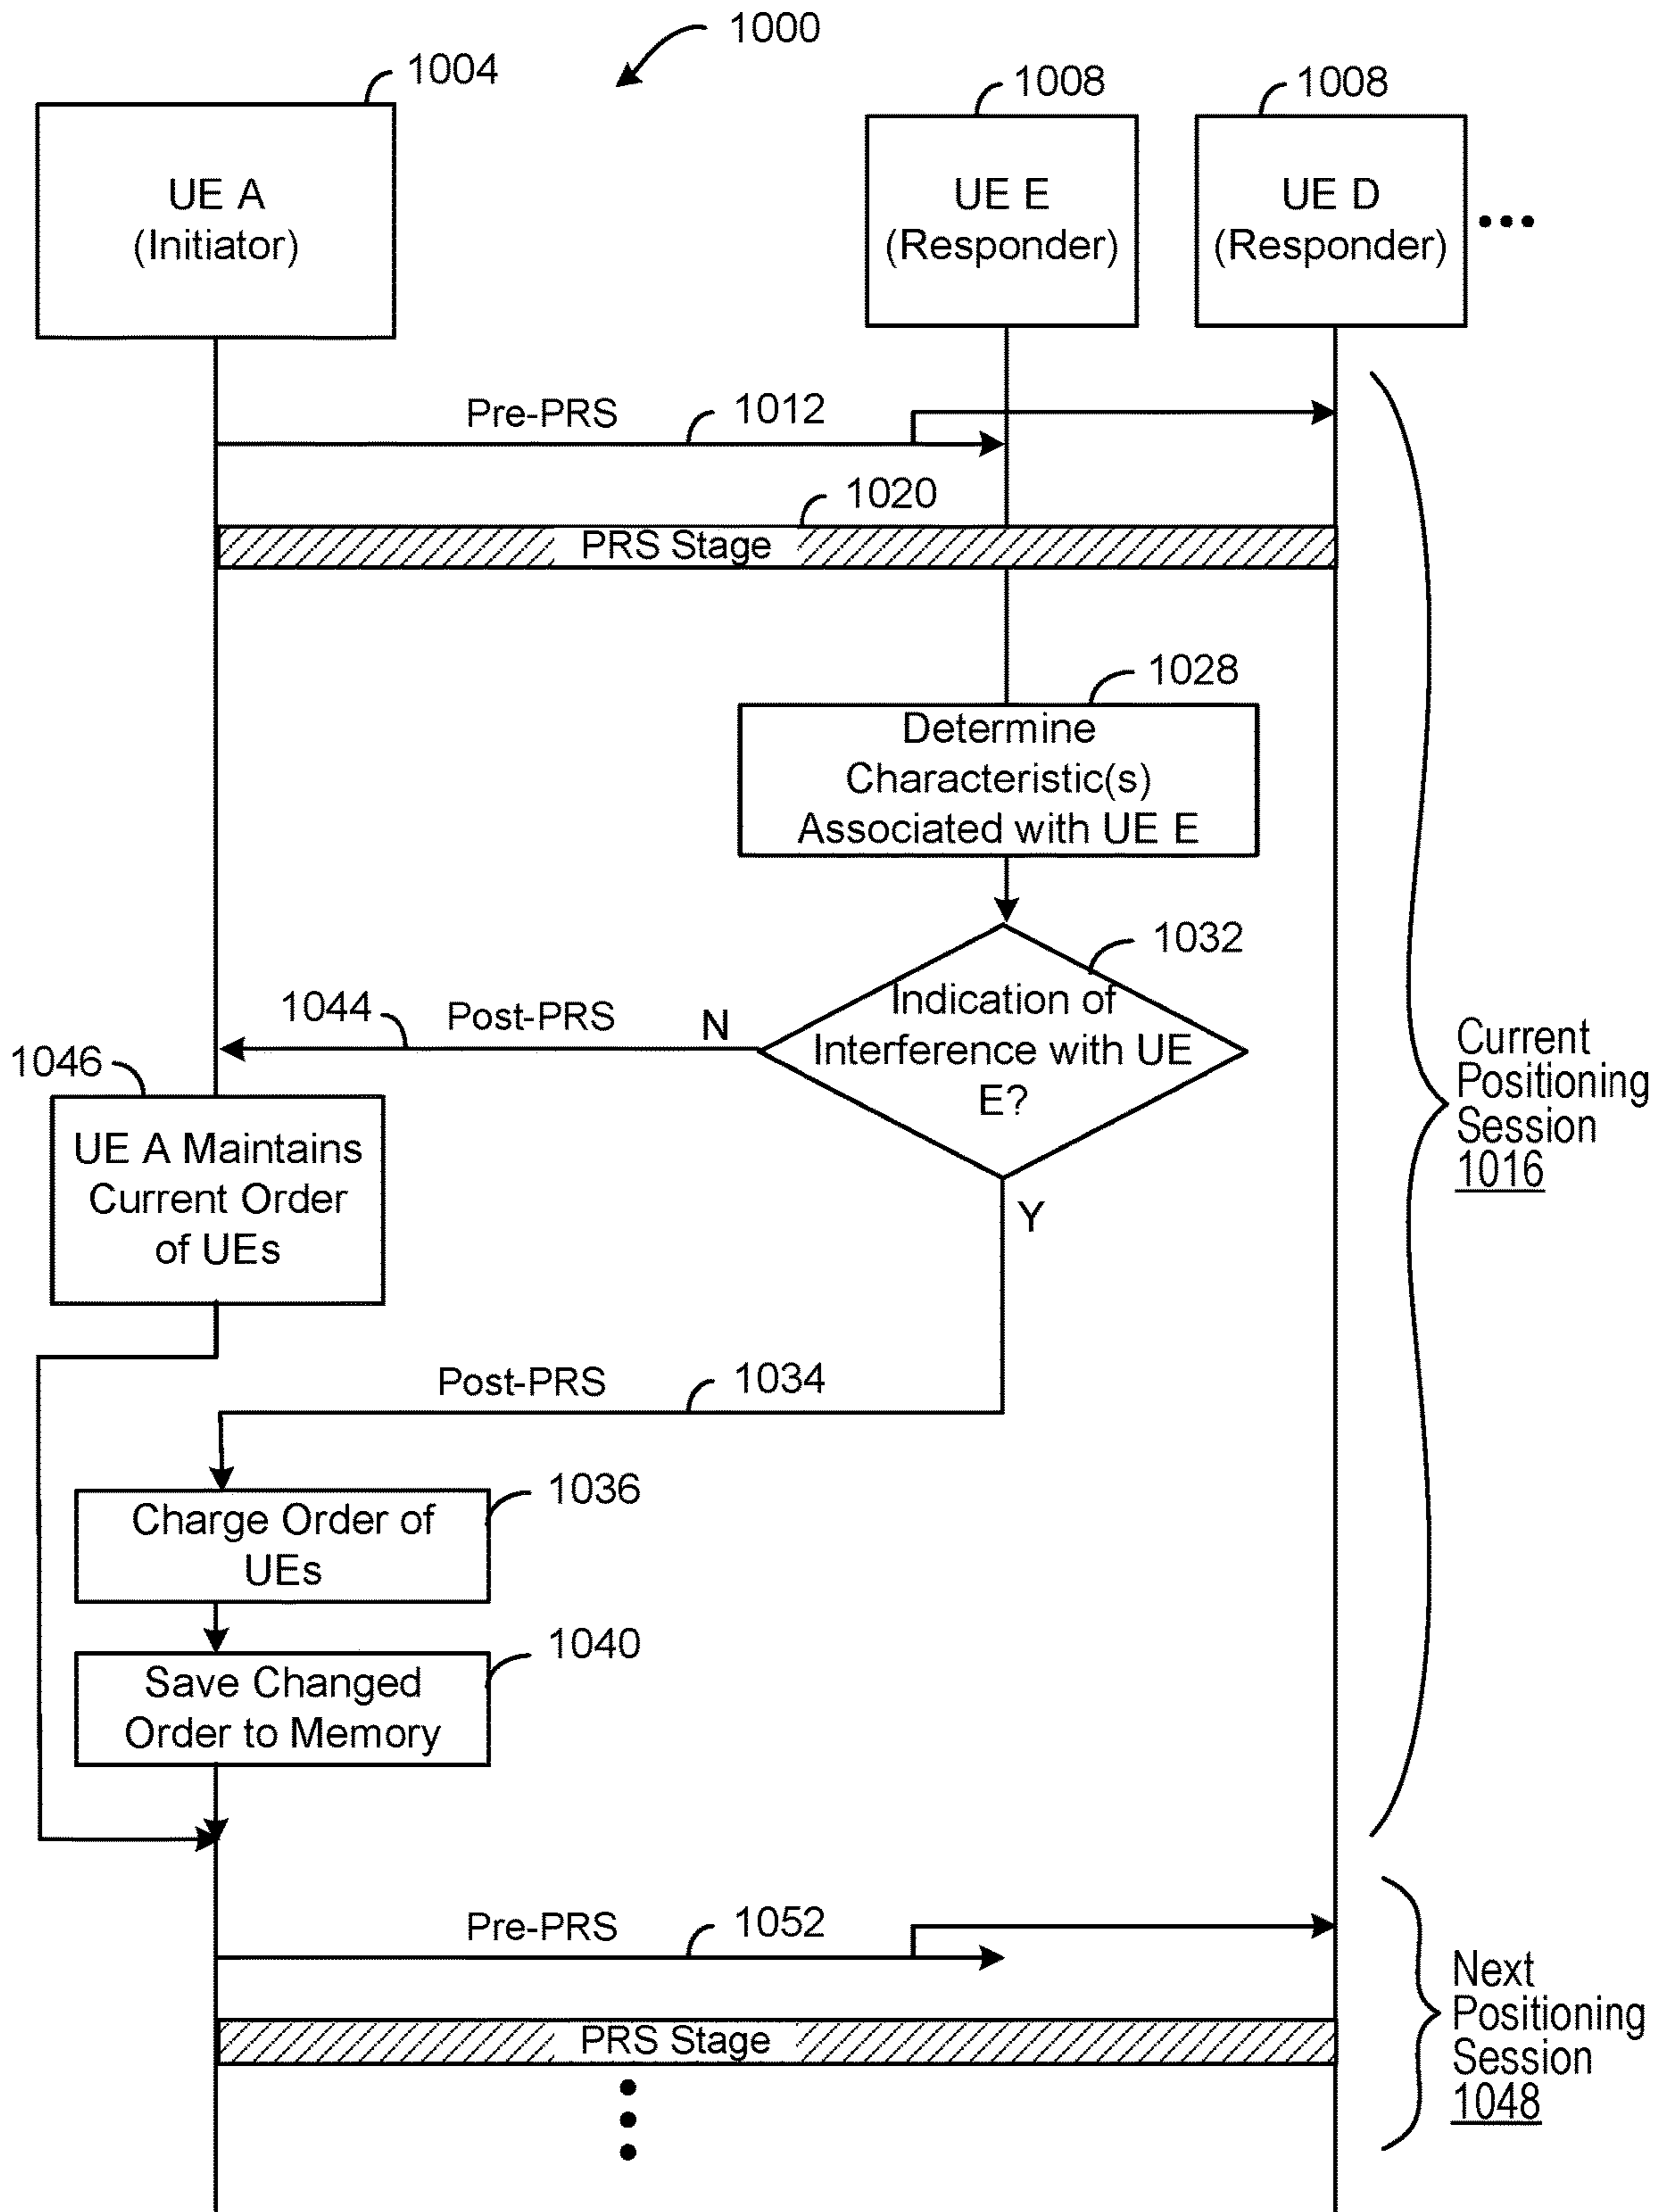 1000
1004
1008
1008
UE A
(Initiator)
UE E
(Responder)
UE D
(Responder)
Pre-PRS
1012
1020
PRS Stage
1028
Determine
Characteristic(s)
Associated with UE E
1032
Indication of
Interference with UE
E?
N
Post-PRS
1044
1046
UE A Maintains
Current Order
of UEs
Y
Current
Positioning
Session
1016
Post-PRS
1034
1036
Charge Order of
UEs
1040
Save Changed
Order to Memory
Pre-PRS
1052
PRS Stage
Next
Positioning
Session
1048